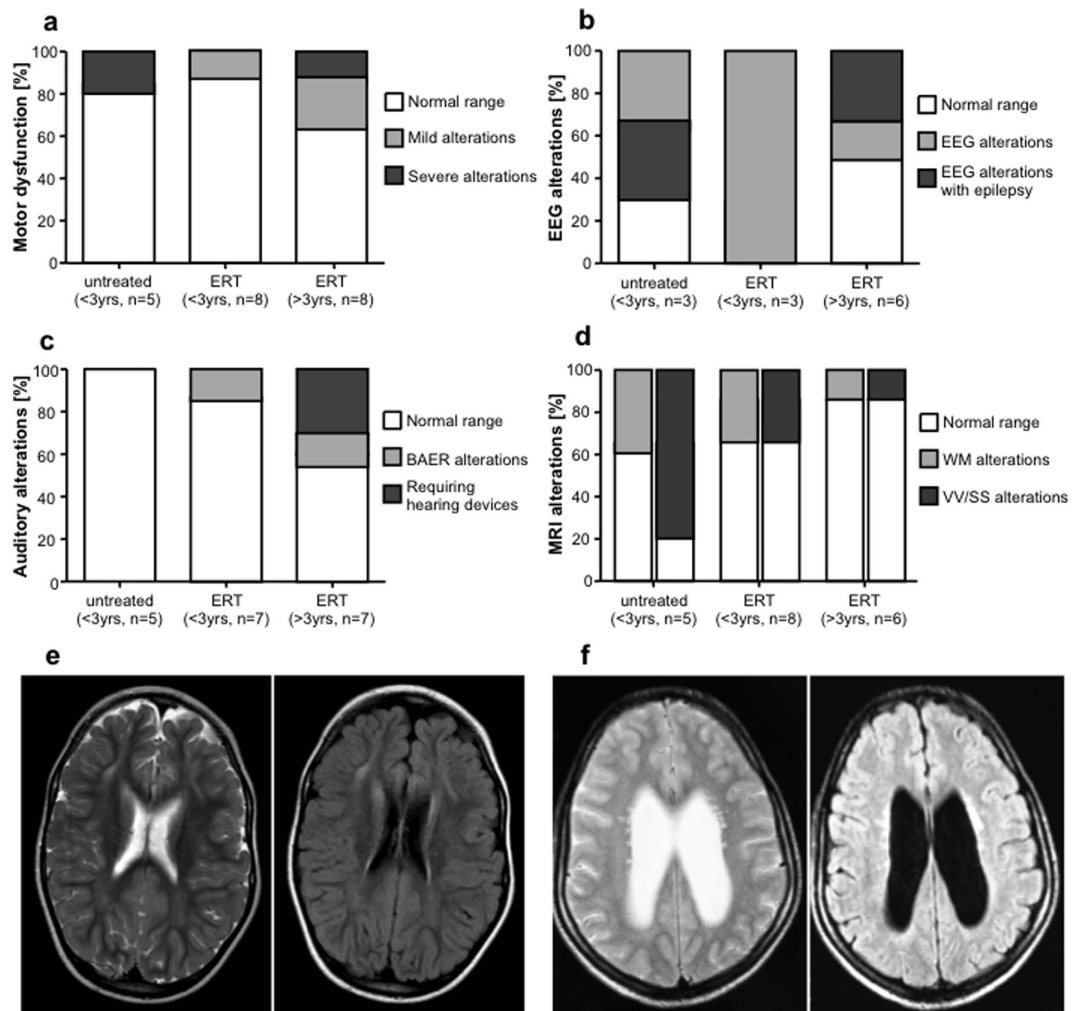 a
Motor dysfunction [%]
100
80
60
40
20
0
untreated
(<3yrs, n=5)
ERT
(<3yrs, n=8)
ERT
(>3yrs, n=8)
Normal range
Mild alterations
Severe alterations
b
EEG alterations [%]
100
80
60
40
20
0
untreated
(<3yrs, n=3)
ERT
(<3yrs, n=3)
ERT
(>3yrs, n=6)
Normal range
EEG alterations
EEG alterations
with epilepsy
c
Auditory alterations [%]
100
80
60
40
20
0
untreated
(<3yrs, n=5)
ERT
(<3yrs, n=7)
ERT
(>3yrs, n=7)
Normal range
BAER alterations
Requiring
hearing devices
d
MRI alterations [%]
100
80
60
40
20
0
untreated
(<3yrs, n=5)
ERT
(<3yrs, n=8)
ERT
(>3yrs, n=6)
Normal range
WM alterations
VV/SS alterations
e
f